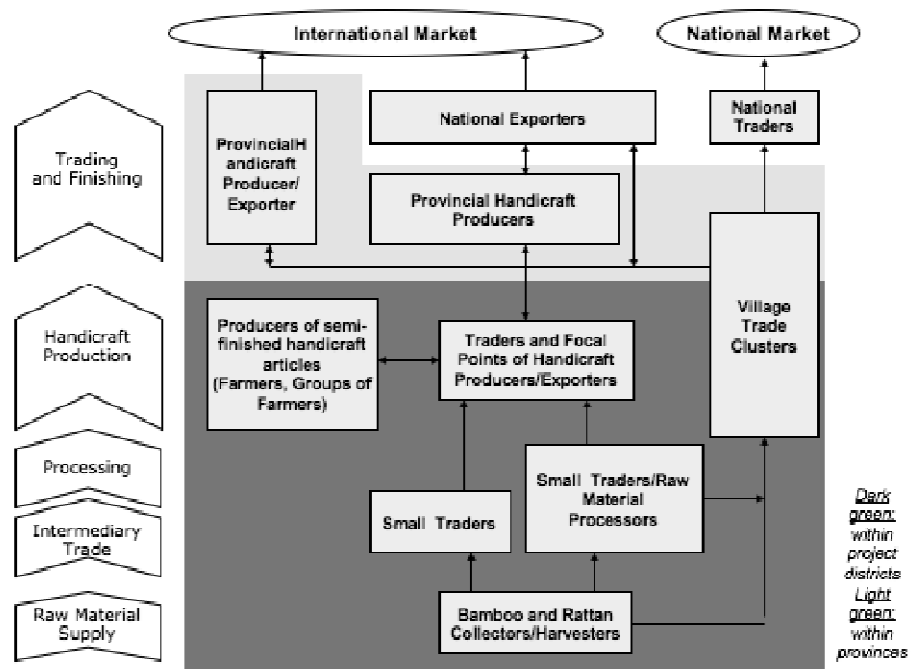 International Market
National Market
Trading
and Finishing
ProvincialH
andicraft
Producer/
Exporter
National Exporters
National
Traders
Provincial Handicraft
Producers
Handicraft
Production
Producers of semi-
finished handicraft
articles
(Farmers, Groups of
Farmers)
Traders and Focal
Points of Handicraft
Producers/Exporters
Village
Trade
Clusters
Processing
Intermediary
Trade
Small Traders
Small Traders/Raw
Material
Processors
Raw Material
Supply
Bamboo and Rattan
Collectors/Harvesters
Dark
green:
within
project
districts
Light
green:
within
provinces